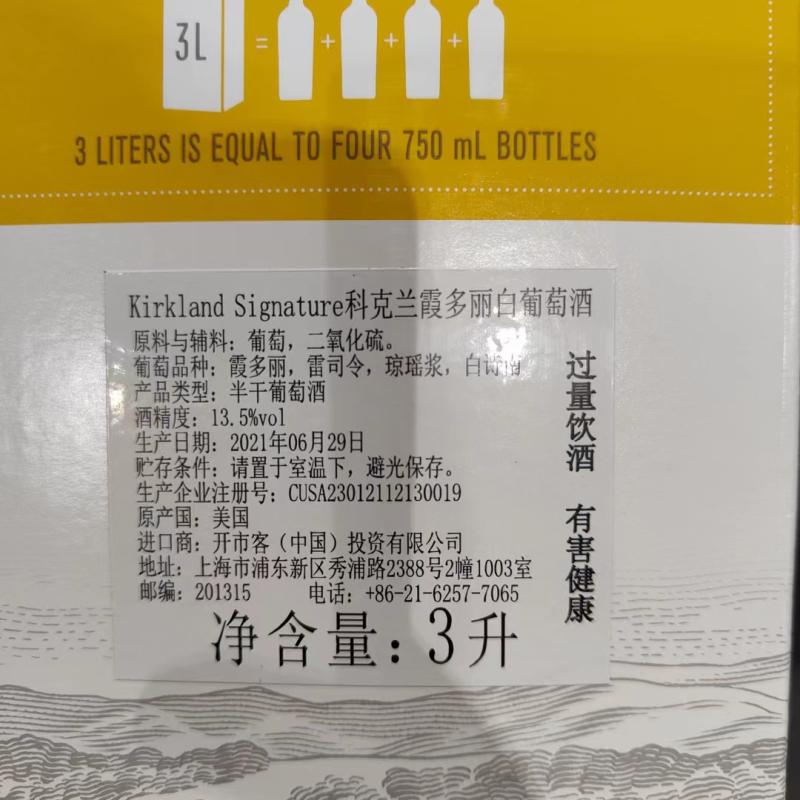 3L = + + +
3 LITERS IS EQUAL TO FOUR 750 mL BOTTLES
Kirkland Signature科克兰霞多丽白葡萄酒
原料与辅料：葡萄，二氧化硫。
葡萄品种：霞多丽，雷司令，琼瑶浆，白诗南
产品类型：半干葡萄酒
酒精度：13.5%vol
生产日期：2021年06月29日
贮存条件：请置于室温下，避光保存。
生产企业注册号：CUSA23012112130019
原产国：美国
进口商：开市客（中国）投资有限公司
地址：上海市浦东新区秀浦路2388号2幢1003室
邮编：201315 电话：+86-21-6257-7065
净含量：3升
过量饮酒 有害健康